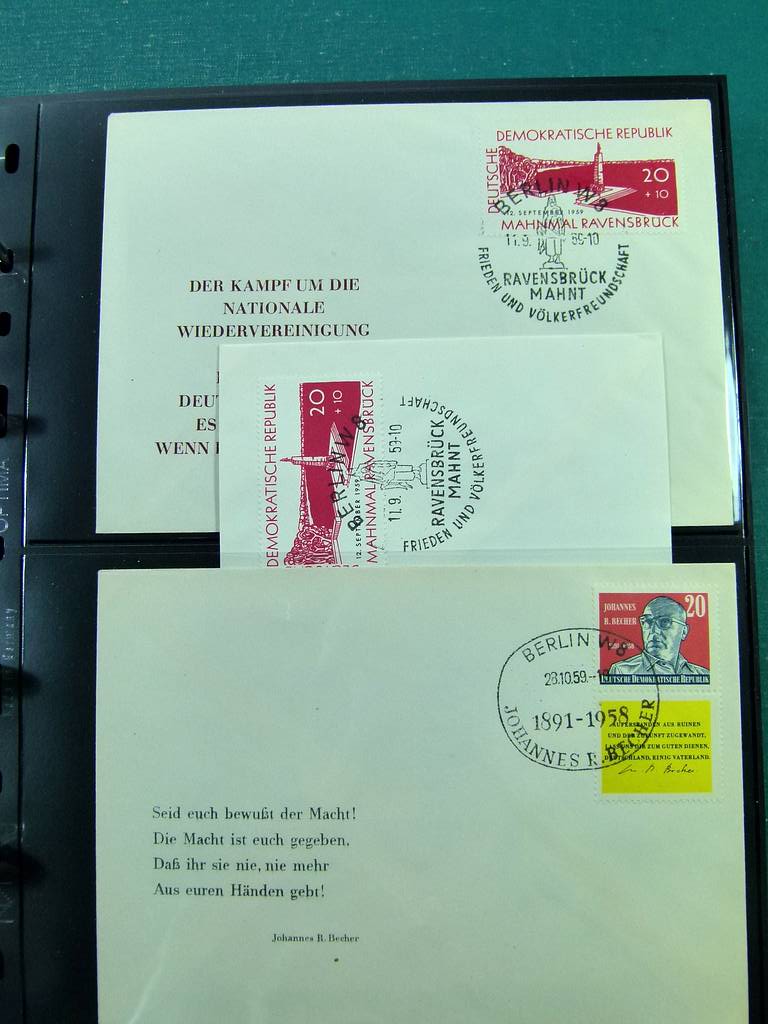 DEUTSCHE
DEMOKRATISCHE REPUBLIK
20
+ 10
12. SEPTEMBER 1959
MAHNMAL RAVENSBRÜCK
BERLIN W8
11.9. 59-10
RAVENSBRÜCK
MAHNT
FRIEDEN UND VÖLKERFREUNDSCHAFT
DER KAMPF UM DIE
NATIONALE
WIEDERVEREINIGUNG
DEUT
ES
WENN
DEMOKRATISCHE REPUBLIK
20
+ 10
12. SEPTEMBER 1959
MAHNMAL RAVENSBRÜCK
BERLIN W8
11.9. 59-10
RAVENSBRÜCK
MAHNT
FRIEDEN UND VÖLKERFREUNDSCHAFT
JOHANNES
R. BECHER
20
DEUTSCHE DEMOKRATISCHE REPUBLIK
BERLIN W8
28.10.59.-1
1891-1958
JOHANNES R. BECHER
AUFERSTANDEN AUS RUINEN
UND DER ZUKUNFT ZUGEWANDT,
LASS UNS DIR ZUM GUTEN DIENEN,
DEUTSCHLAND, EINIG VATERLAND.
Becher
Seid euch bewußt der Macht!
Die Macht ist euch gegeben,
Daß ihr sie nie, nie mehr
Aus euren Händen gebt!
Johannes R. Becher